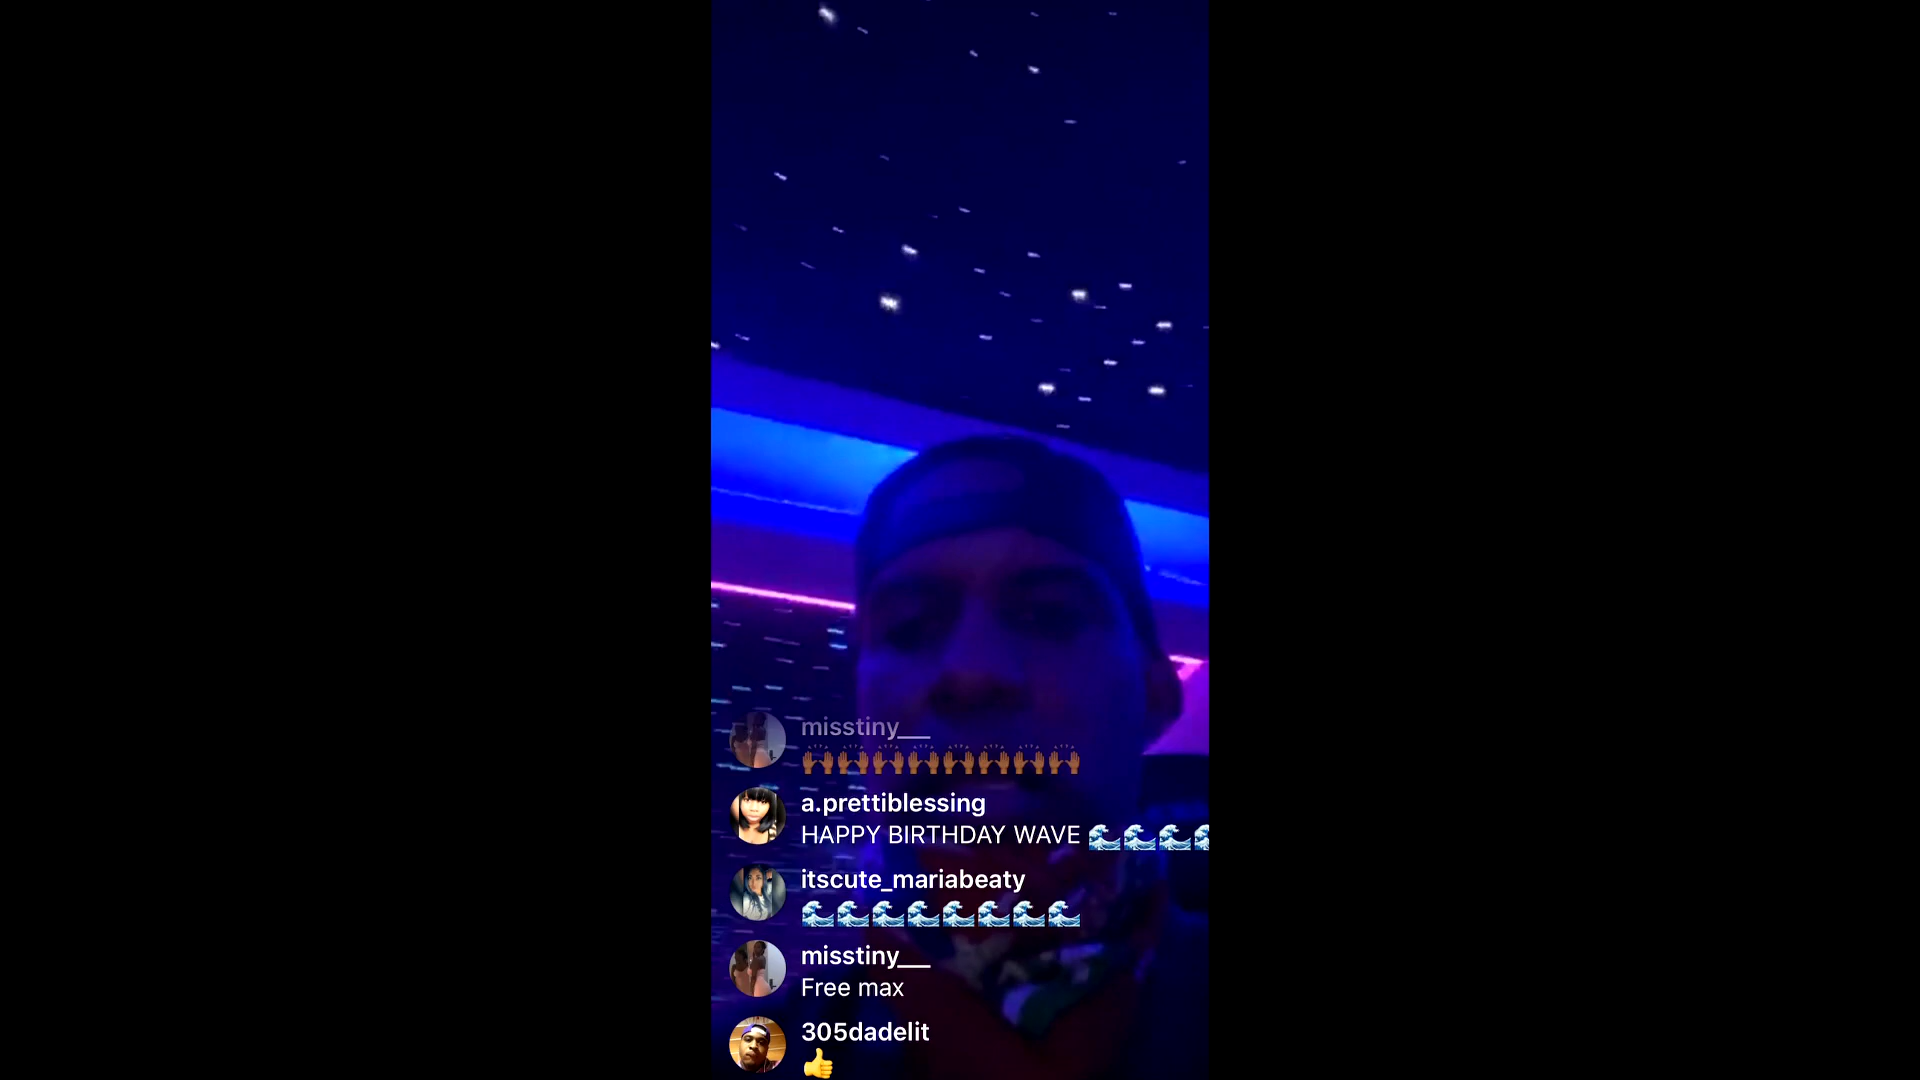 misstiny___
🙌🏾🙌🏾🙌🏾🙌🏾🙌🏾🙌🏾🙌🏾🙌🏾
a.prettiblessing
HAPPY BIRTHDAY WAVE 🌊🌊🌊🌊
itscute_mariabeaty
🌊🌊🌊🌊🌊🌊🌊🌊
misstiny___
Free max
305dadelit
👍